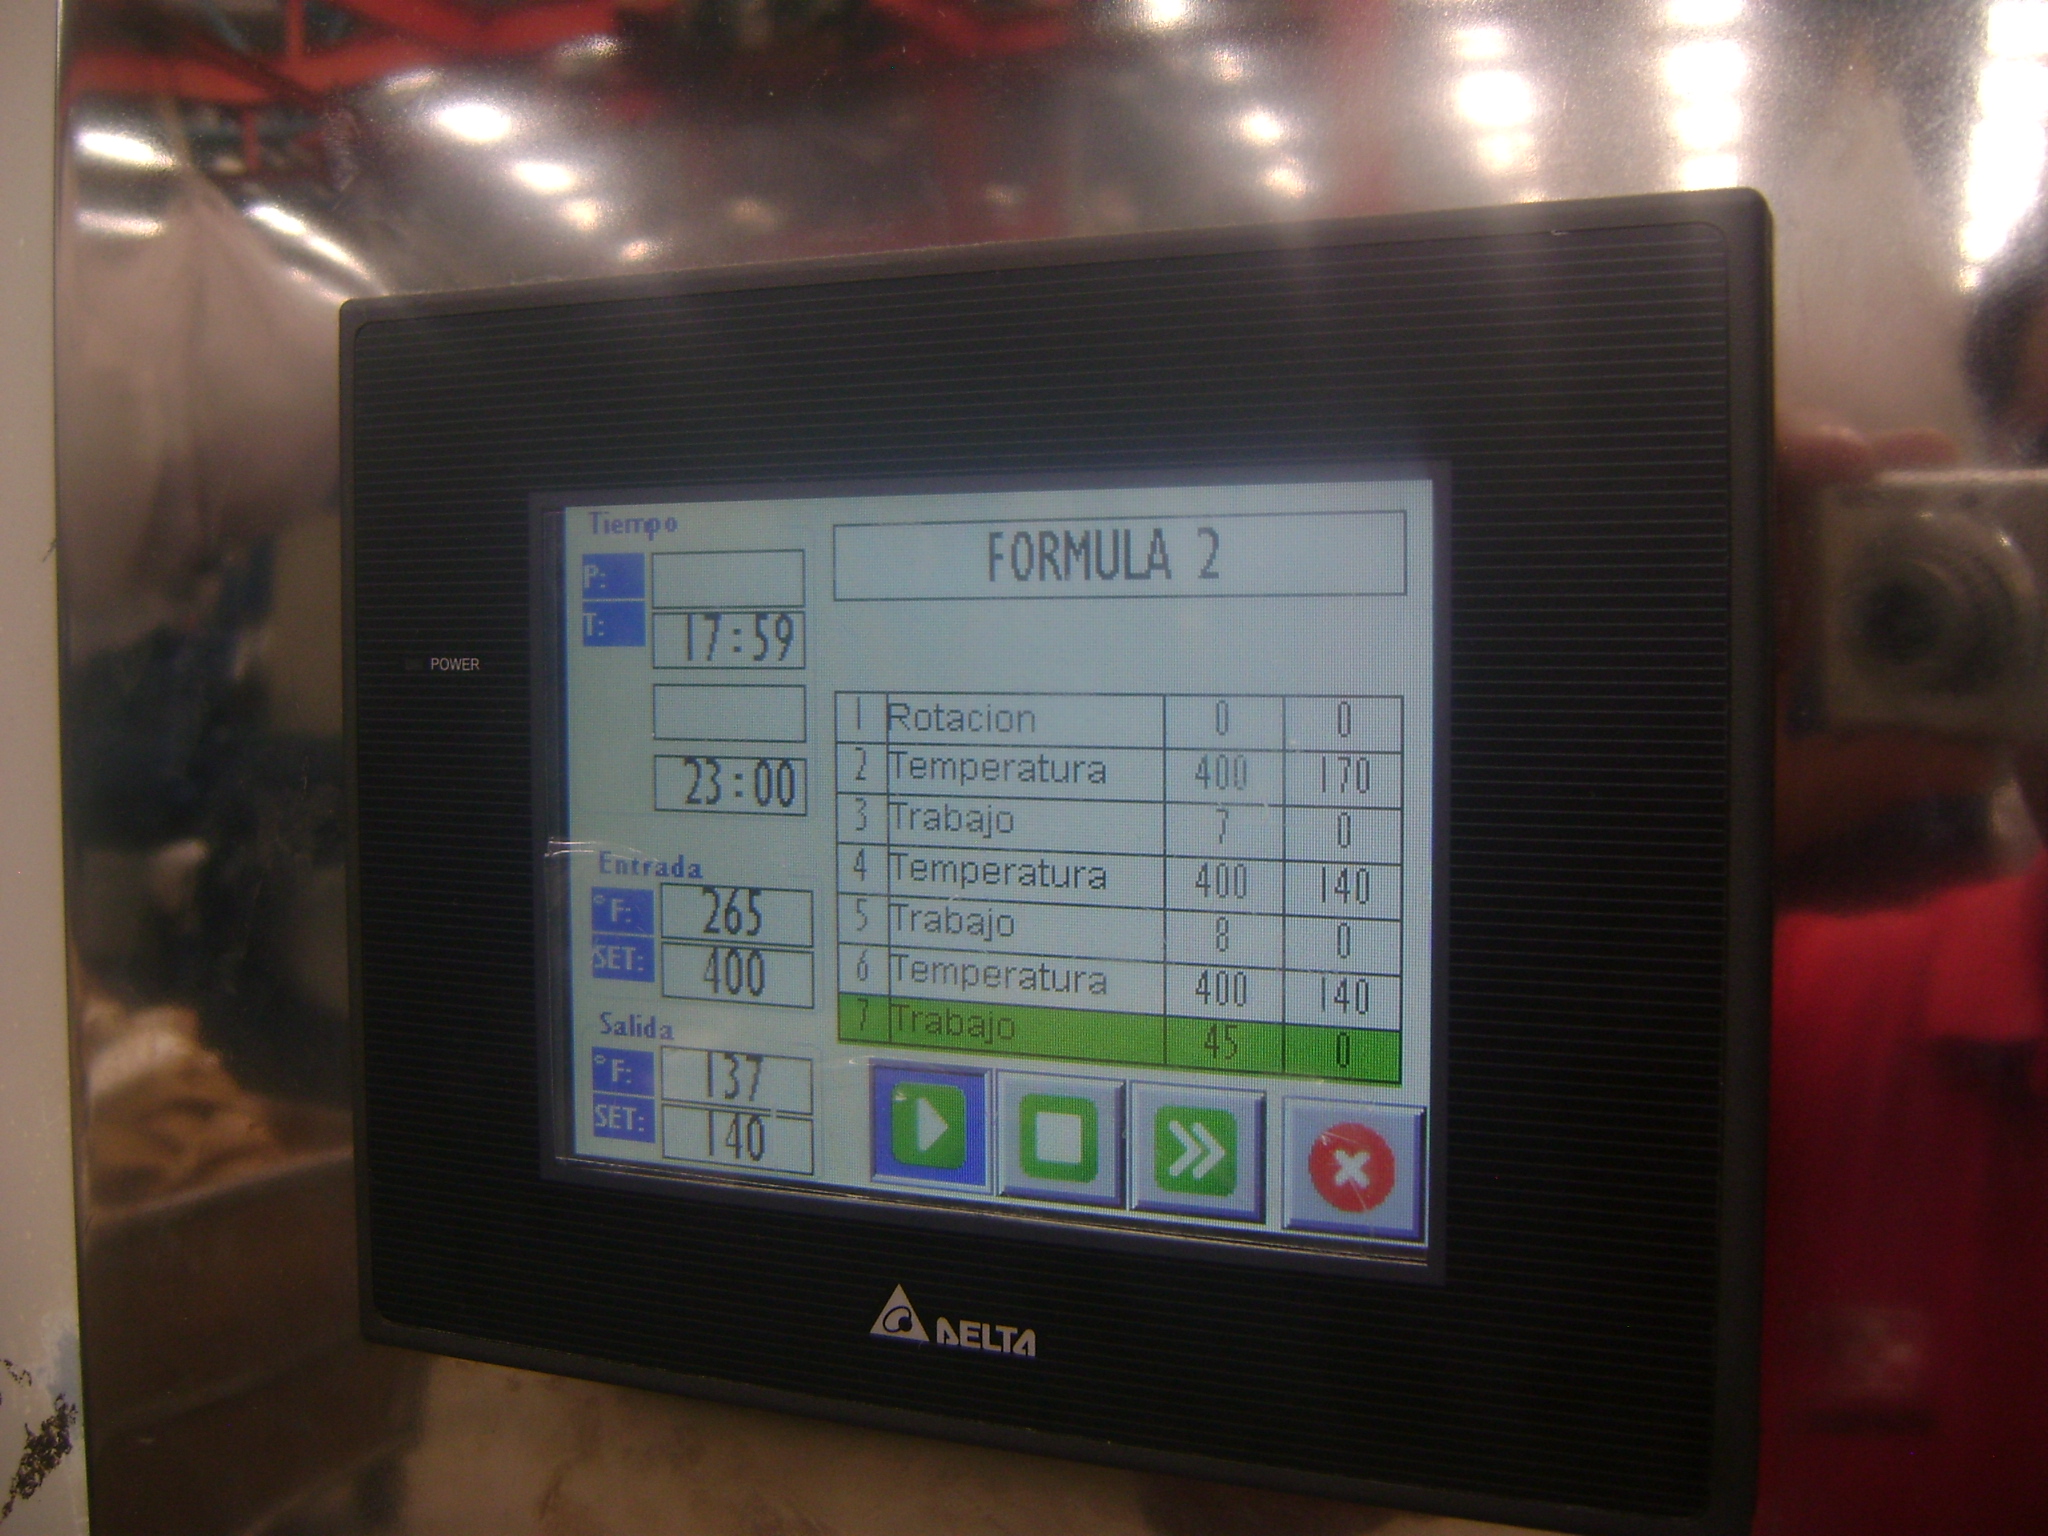 POWER
Tiempo
P:
T: 17:59
23:00
Entrada
°F: 265
SET: 400
Salida
°F: 137
SET: 140
FORMULA 2
1 Rotacion 0 0
2 Temperatura 400 170
3 Trabajo 7 0
4 Temperatura 400 140
5 Trabajo 8 0
6 Temperatura 400 140
7 Trabajo 45 0
DELTA